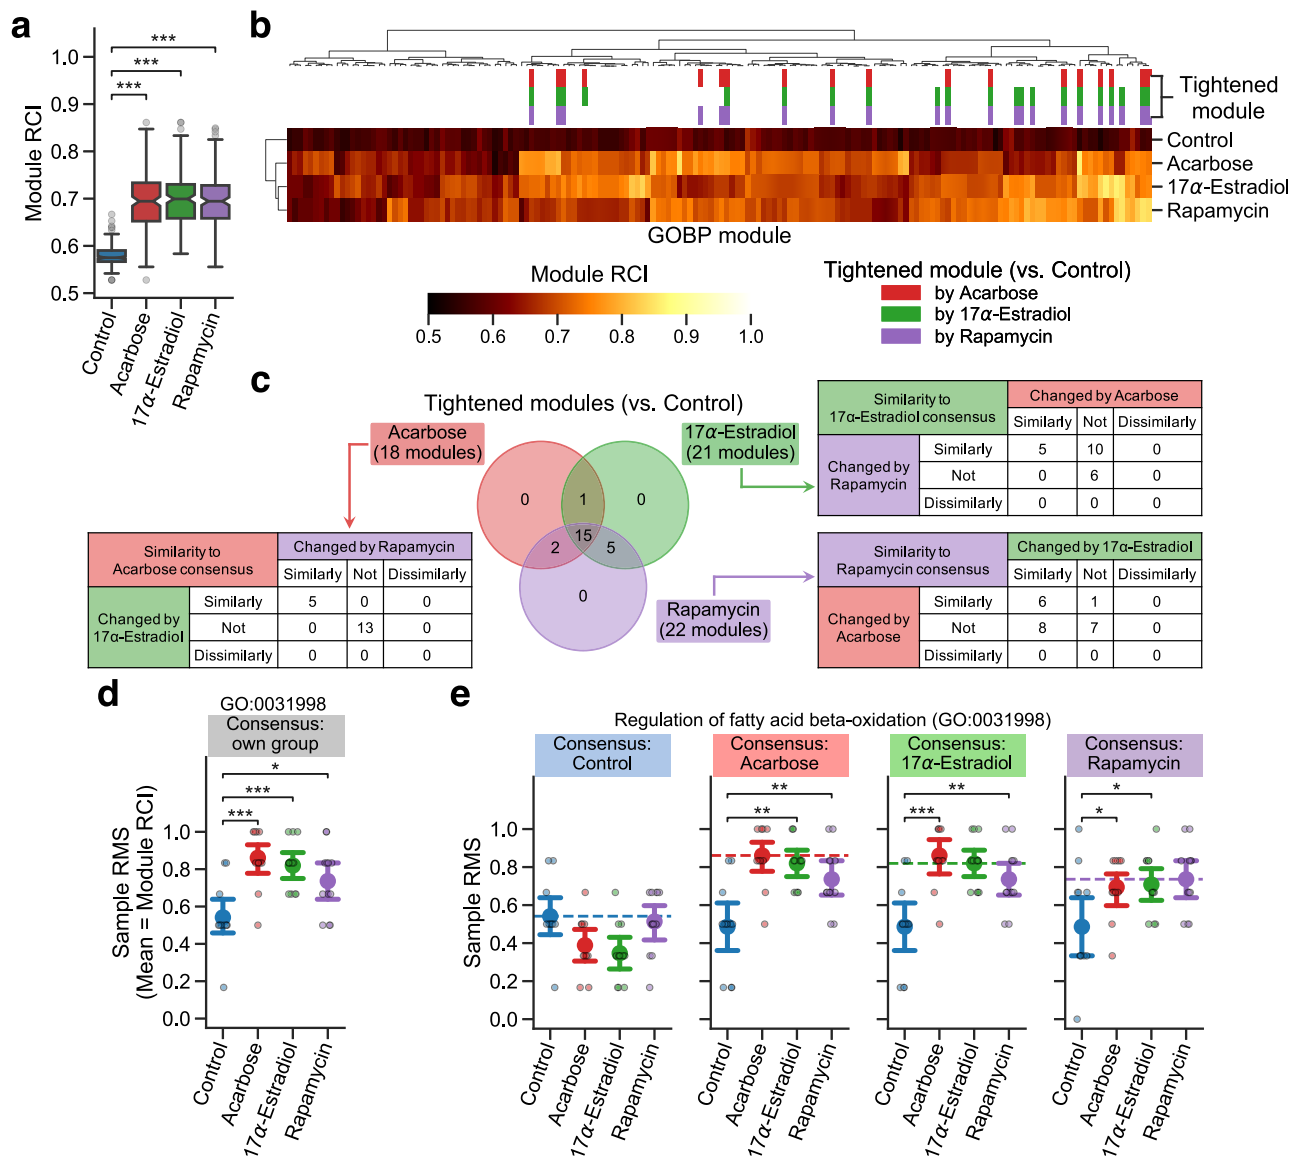 a
Module RCI
1.0
0.9
0.8
0.7
0.6
0.5
***
***
***
Control
Acarbose
17α-Estradiol
Rapamycin
b
Tightened
module
Control
Acarbose
17α-Estradiol
Rapamycin
GOBP module
Module RCI
0.5 0.6 0.7 0.8 0.9 1.0
Tightened module (vs. Control)
by Acarbose
by 17α-Estradiol
by Rapamycin
c
Tightened modules (vs. Control)
Acarbose
(18 modules)
17α-Estradiol
(21 modules)
Rapamycin
(22 modules)
0 1 0
15
2 5
0
Similarity to
Acarbose consensus
Changed by Rapamycin
Similarly Not Dissimilarly
Changed by
17α-Estradiol
Similarly 5 0 0
Not 0 13 0
Dissimilarly 0 0 0
Similarity to
17α-Estradiol consensus
Changed by Acarbose
Similarly Not Dissimilarly
Changed by
Rapamycin
Similarly 5 10 0
Not 0 6 0
Dissimilarly 0 0 0
Similarity to
Rapamycin consensus
Changed by 17α-Estradiol
Similarly Not Dissimilarly
Changed by
Acarbose
Similarly 6 1 0
Not 8 7 0
Dissimilarly 0 0 0
d
GO:0031998
Consensus:
own group
Sample RMS
(Mean = Module RCI)
1.0
0.8
0.6
0.4
0.2
0.0
*
***
***
Control
Acarbose
17α-Estradiol
Rapamycin
e
Regulation of fatty acid beta-oxidation (GO:0031998)
Sample RMS
1.0
0.8
0.6
0.4
0.2
0.0
Consensus:
Control
Control
Acarbose
17α-Estradiol
Rapamycin
Consensus:
Acarbose
**
**
Control
Acarbose
17α-Estradiol
Rapamycin
Consensus:
17α-Estradiol
**
***
Control
Acarbose
17α-Estradiol
Rapamycin
Consensus:
Rapamycin
*
*
Control
Acarbose
17α-Estradiol
Rapamycin